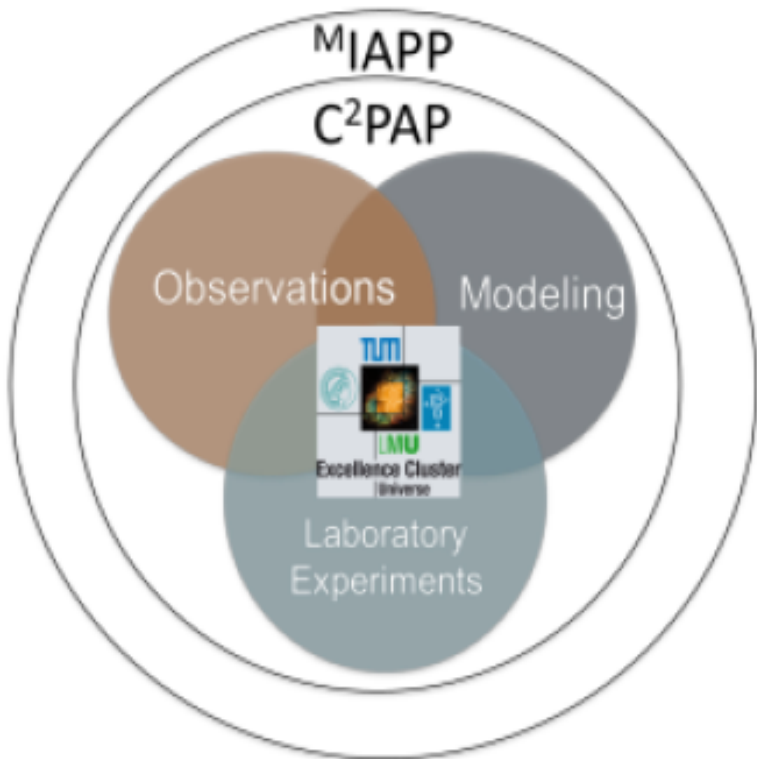 ᴹIAPP
C²PAP
Observations
Modeling
TUM
LMU
Excellence Cluster
Universe
Laboratory
Experiments